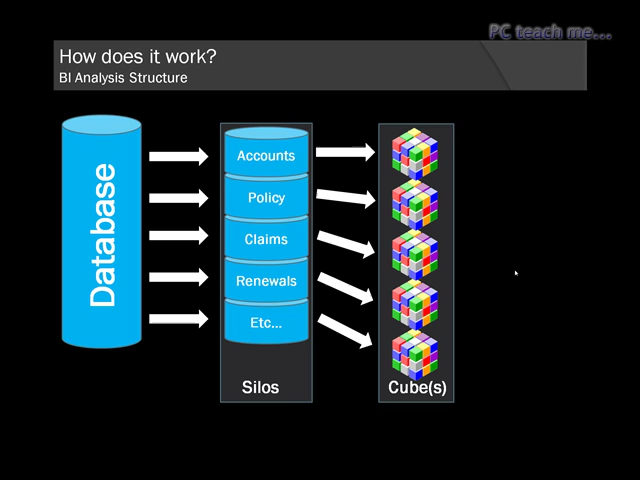 PC teach me...
How does it work?
BI Analysis Structure
Database
Accounts
Policy
Claims
Renewals
Etc...
Silos
Cube(s)